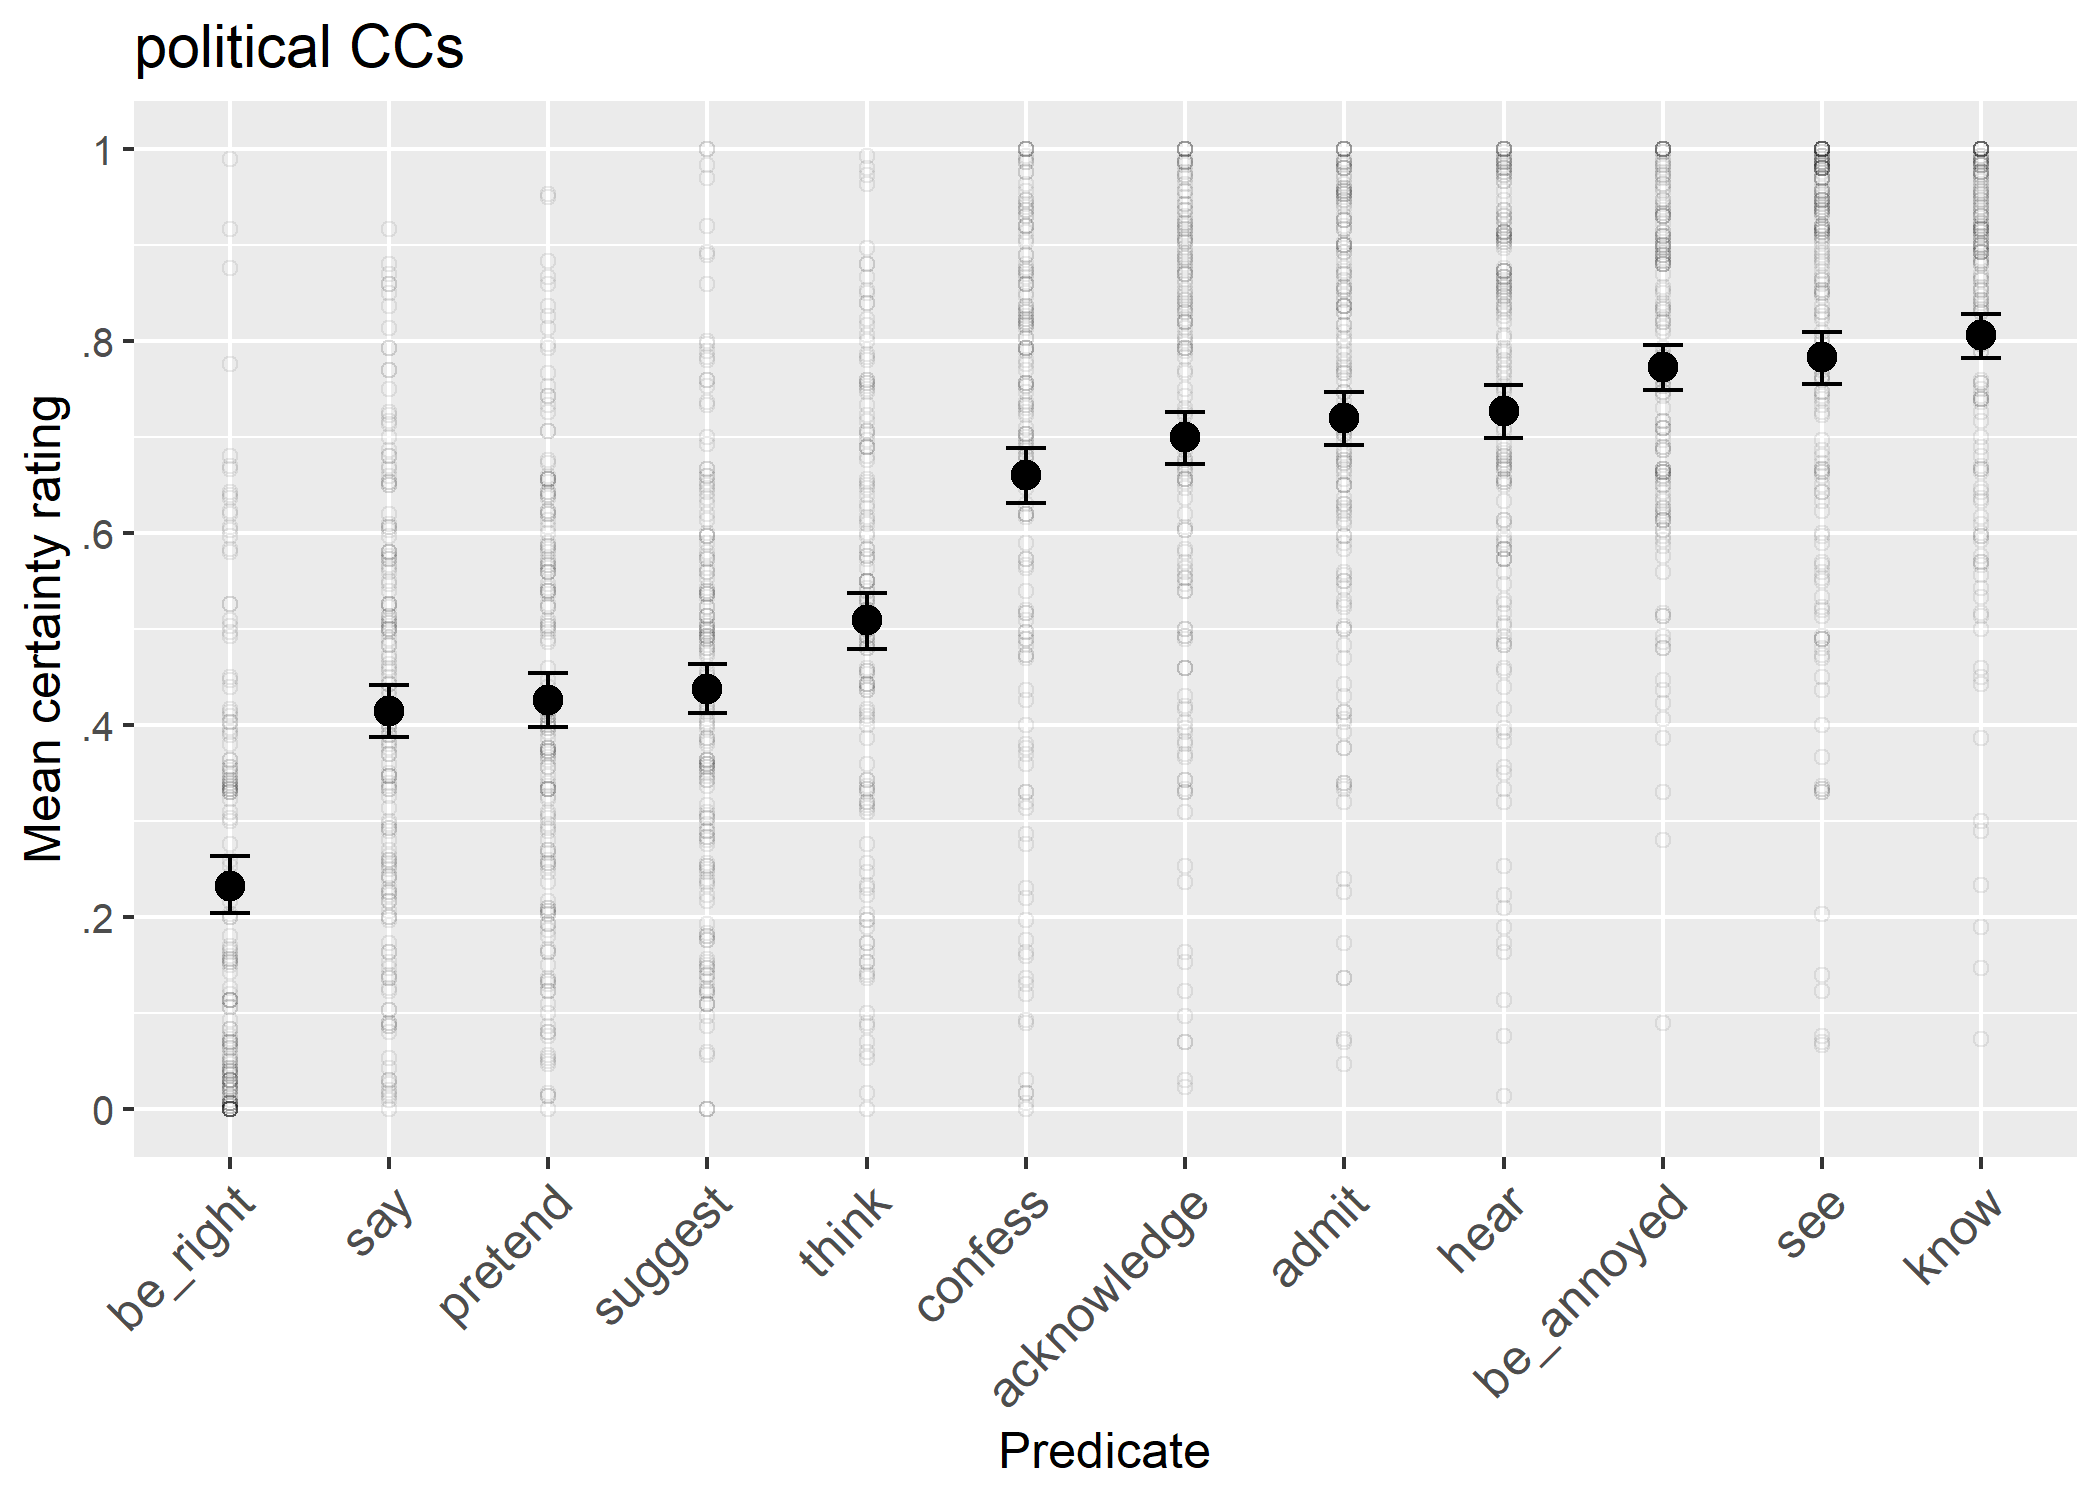 political CCs
Mean certainty rating
1
.8
.6
.4
.2
0
be_right
say
pretend
suggest
think
confess
acknowledge
admit
hear
be_annoyed
see
know
Predicate